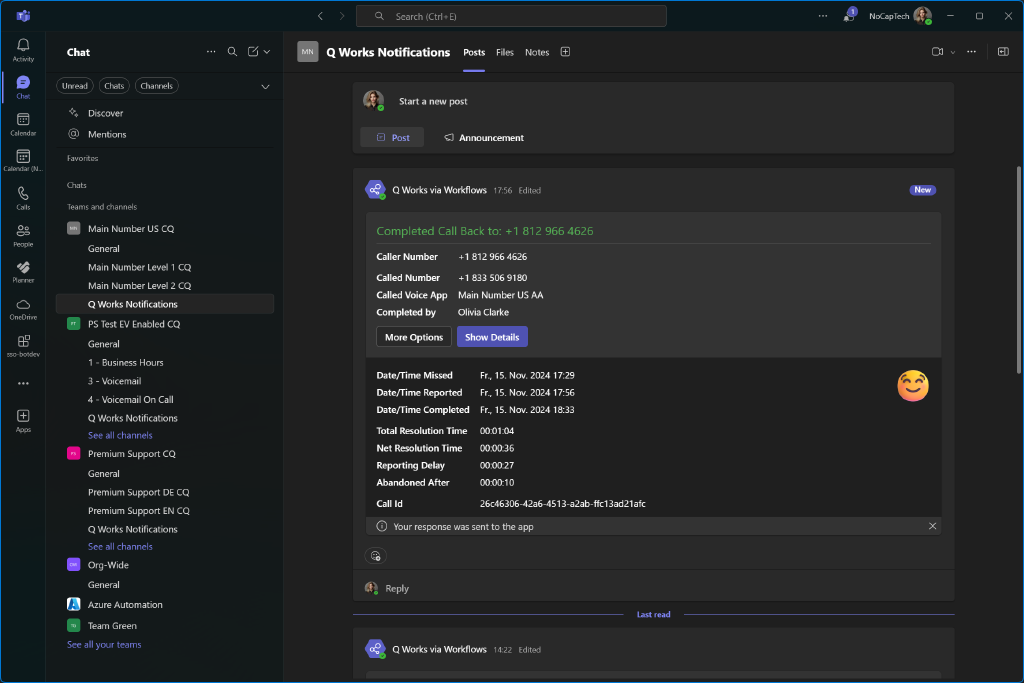 Search (Ctrl+E)
1
NoCapTech
Activity
Chat
Calendar
Calendar (N...
Calls
People
Planner
OneDrive
sso-botdev
Apps
Chat
Unread
Chats
Channels
Discover
Mentions
Favorites
Chats
Teams and channels
MN Main Number US CQ
General
Main Number Level 1 CQ
Main Number Level 2 CQ
Q Works Notifications
PT PS Test EV Enabled CQ
General
1 - Business Hours
3 - Voicemail
4 - Voicemail On Call
Q Works Notifications
See all channels
PS Premium Support CQ
General
Premium Support DE CQ
Premium Support EN CQ
Q Works Notifications
See all channels
OW Org-Wide
General
Azure Automation
TG Team Green
See all your teams
MN Q Works Notifications Posts Files Notes
Start a new post
Post Announcement
Q Works via Workflows 17:56 Edited New
Completed Call Back to: +1 812 966 4626
Caller Number +1 812 966 4626
Called Number +1 833 506 9180
Called Voice App Main Number US AA
Completed by Olivia Clarke
More Options Show Details
Date/Time Missed Fr., 15. Nov. 2024 17:29
Date/Time Reported Fr., 15. Nov. 2024 17:56
Date/Time Completed Fr., 15. Nov. 2024 18:33
Total Resolution Time 00:01:04
Net Resolution Time 00:00:36
Reporting Delay 00:00:27
Abandoned After 00:00:10
Call Id 26c46306-42a6-4513-a2ab-ffc13ad21afc
Your response was sent to the app
Reply
Last read
Q Works via Workflows 14:22 Edited